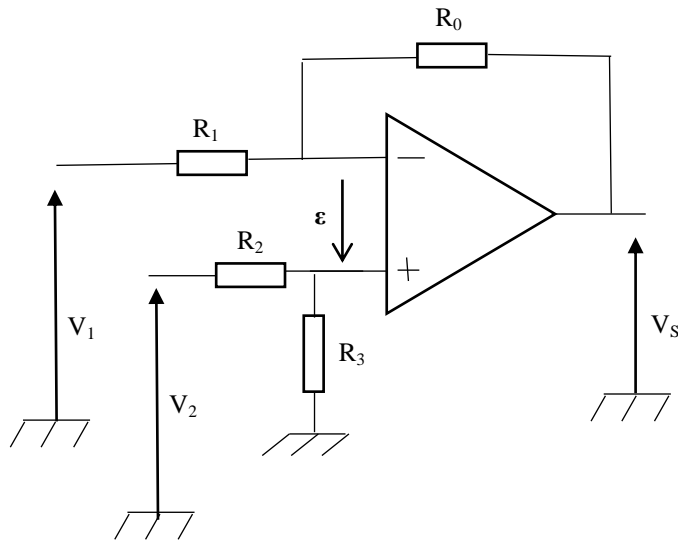 R₀
R₁
−
ε
R₂
+
R₃
V₁
V₂
Vₛ